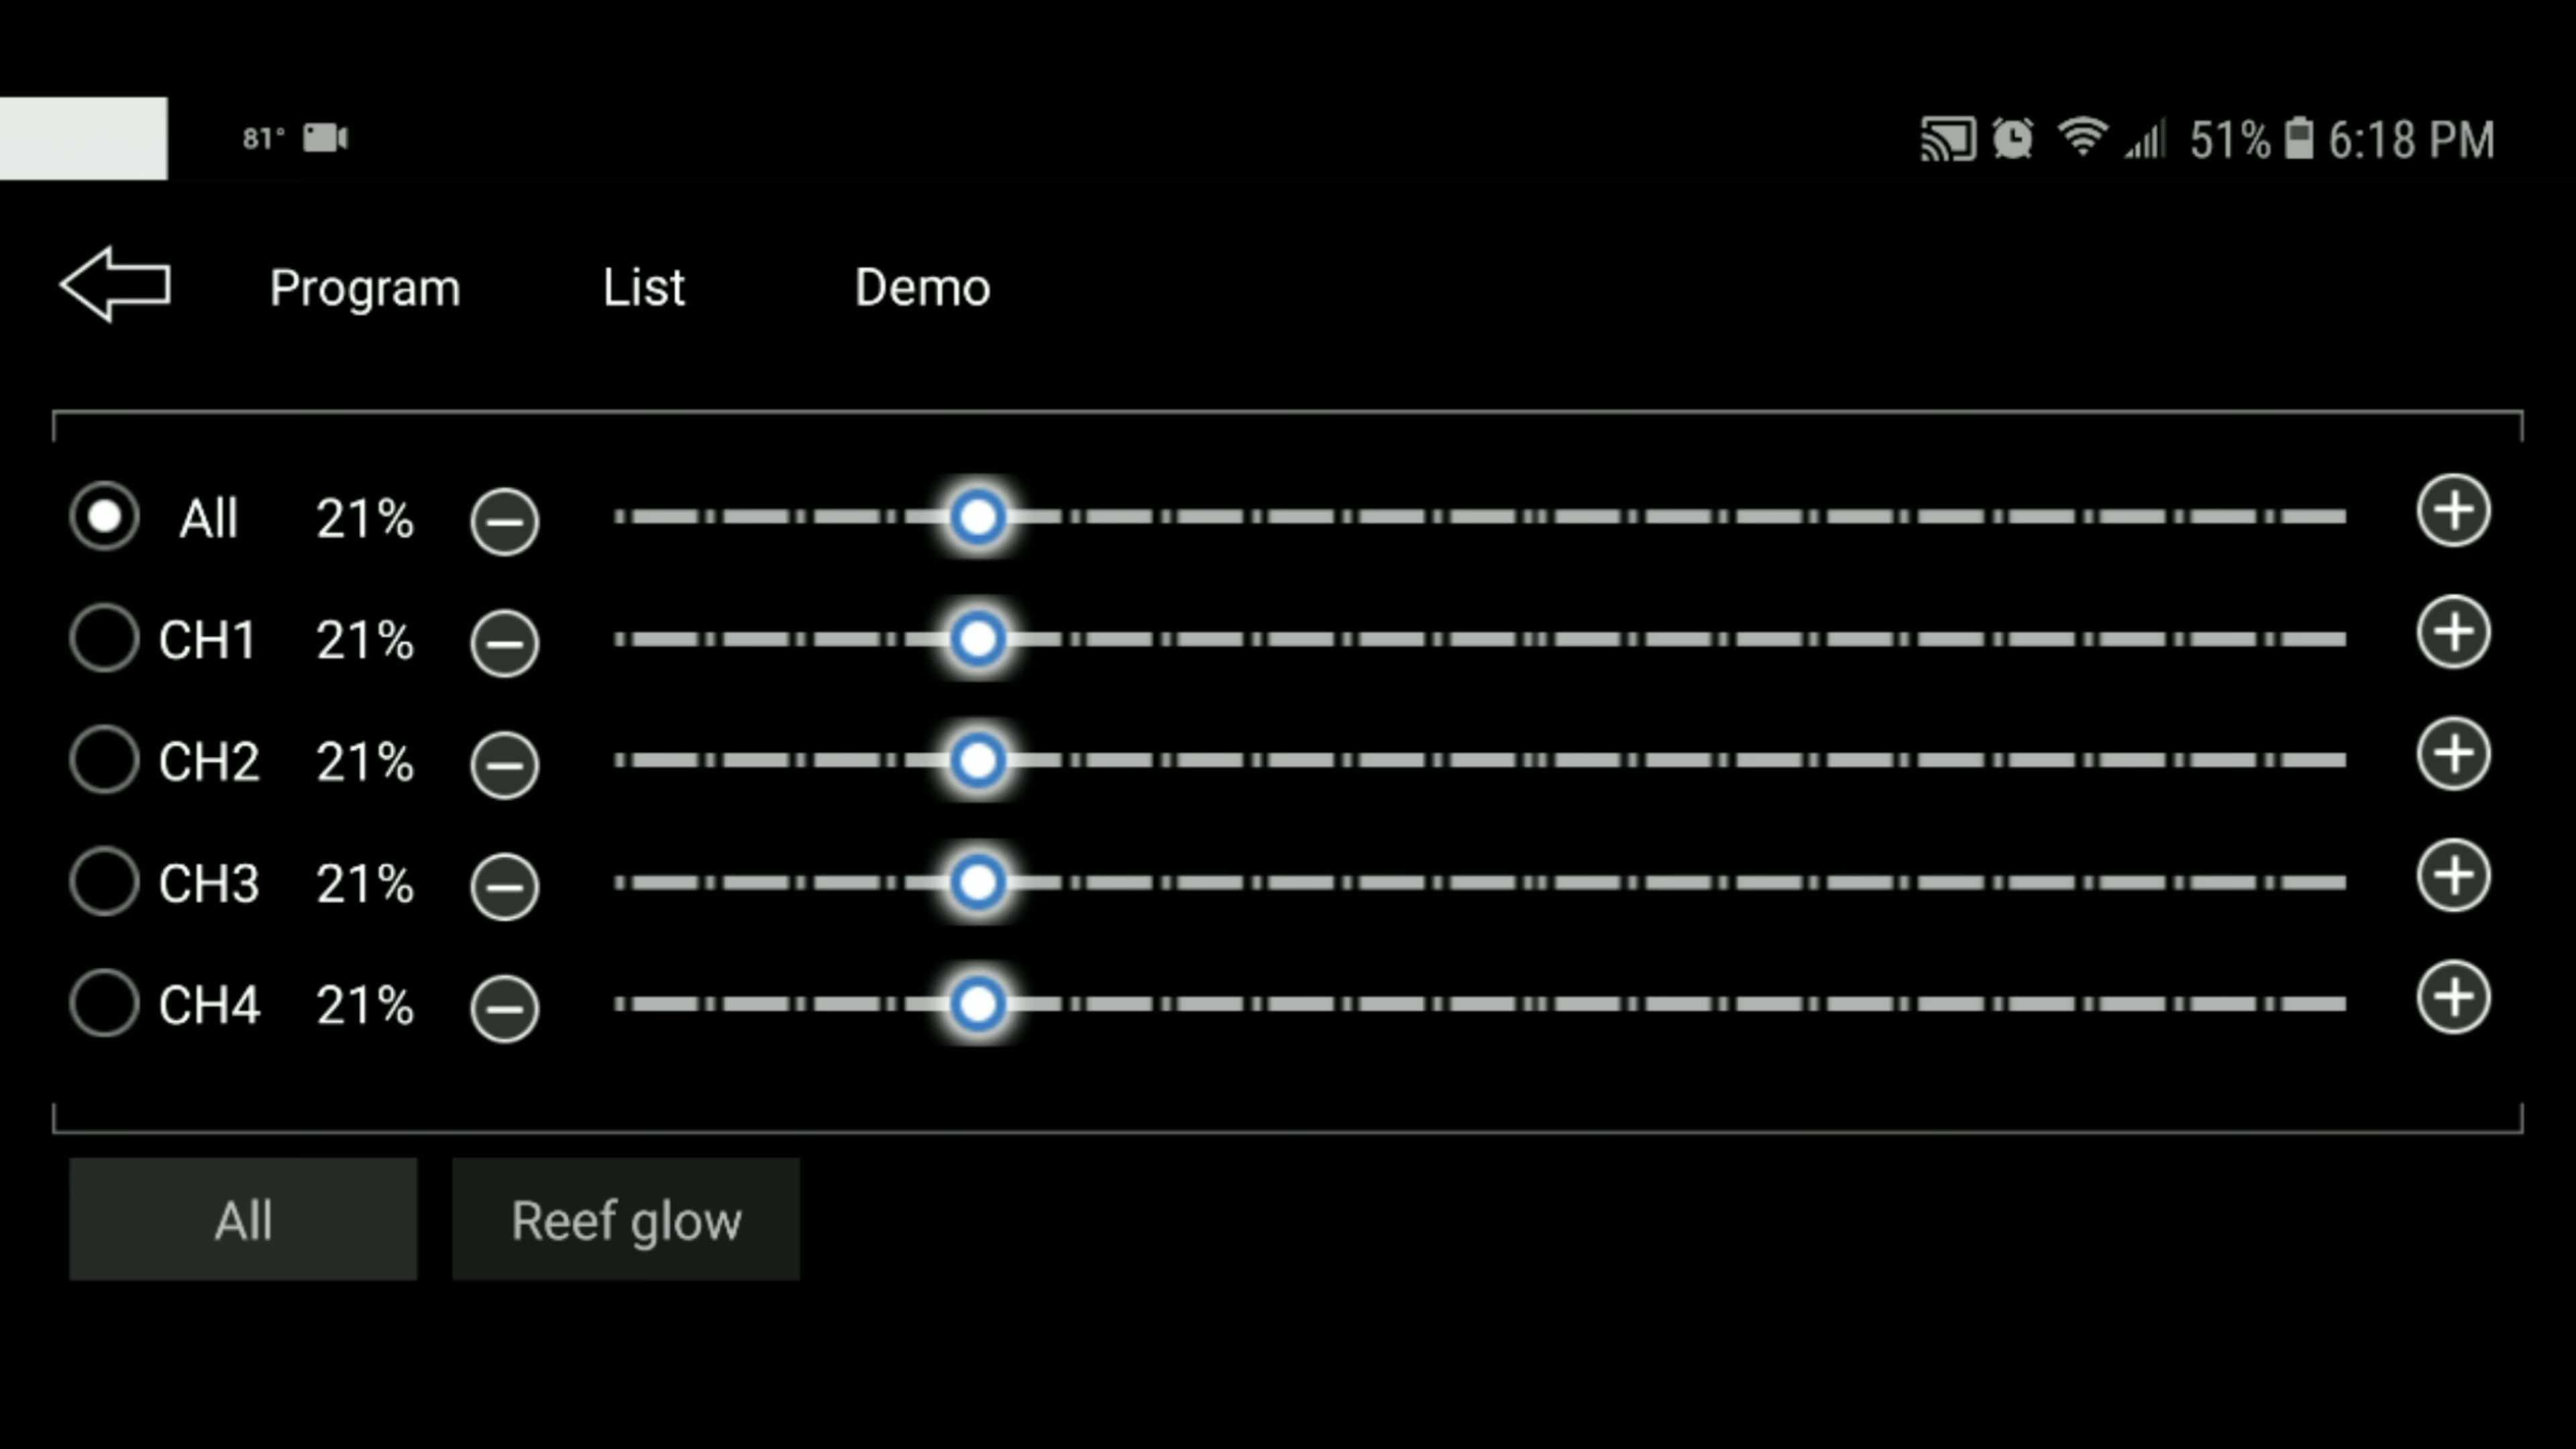 81° 51% 6:18 PM
Program List Demo
All 21%
CH1 21%
CH2 21%
CH3 21%
CH4 21%
All Reef glow